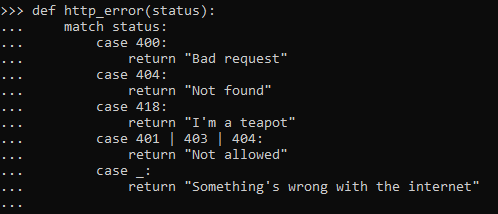 >>> def http_error(status):
...     match status:
...         case 400:
...             return "Bad request"
...         case 404:
...             return "Not found"
...         case 418:
...             return "I'm a teapot"
...         case 401 | 403 | 404:
...             return "Not allowed"
...         case _:
...             return "Something's wrong with the internet"
...